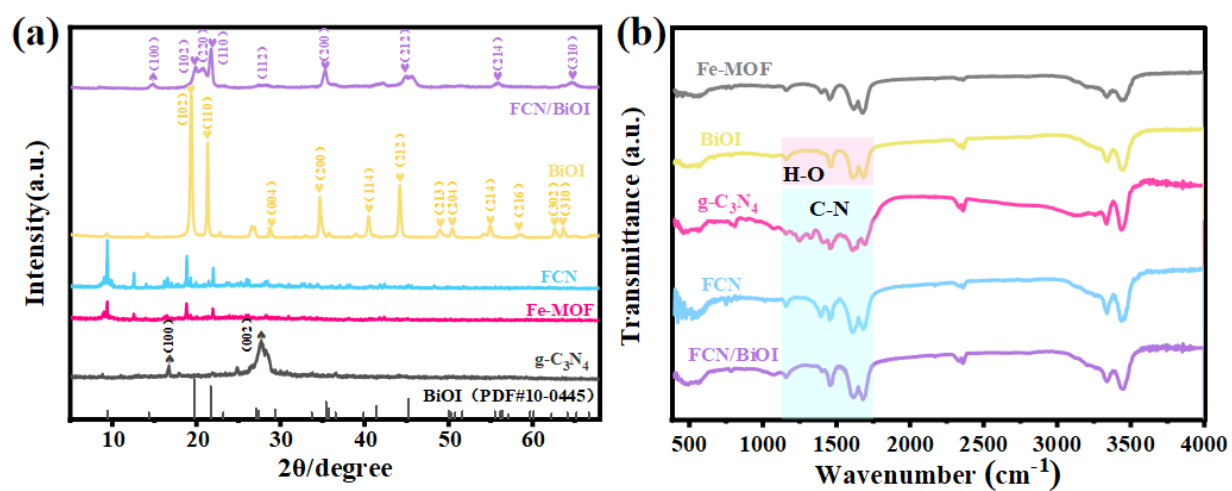 (a)
Intensity(a.u.)
(100)
(102)
(220)
(110)
(112)
(200)
(212)
(214)
(310)
FCN/BiOI
(102)
(110)
(004)
(200)
(114)
(212)
(213)
(204)
(214)
(216)
(302)
(310)
BiOI
FCN
Fe-MOF
(100)
(002)
g-C₃N₄
BiOI（PDF#10-0445）
10 20 30 40 50 60
2θ/degree
(b)
Transmittance (a.u.)
Fe-MOF
BiOI
H-O
g-C₃N₄
C-N
FCN
FCN/BiOI
500 1000 1500 2000 2500 3000 3500 4000
Wavenumber (cm⁻¹)